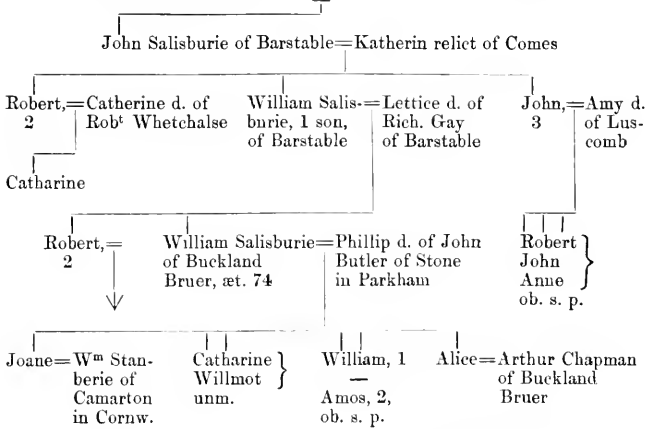 John Salisburie of Barstable=Katherin relict of Comes
Robert,=Catherine d. of
2 Robᵗ Whetchalse
William Salis-=Lettice d. of
burie, 1 son, Rich. Gay
of Barstable of Barstable
John,=Amy d.
3 of Lus-
comb
Catharine
Robert,=
2
William Salisburie=Phillip d. of John
of Buckland Butler of Stone
Bruer, æt. 74 in Parkham
Robert
John
Anne
ob. s. p.
Joane=Wᵐ Stan-
berie of
Camarton
in Cornw.
Catharine
Willmot
unm.
William, 1
—
Amos, 2,
ob. s. p.
Alice=Arthur Chapman
of Buckland
Bruer